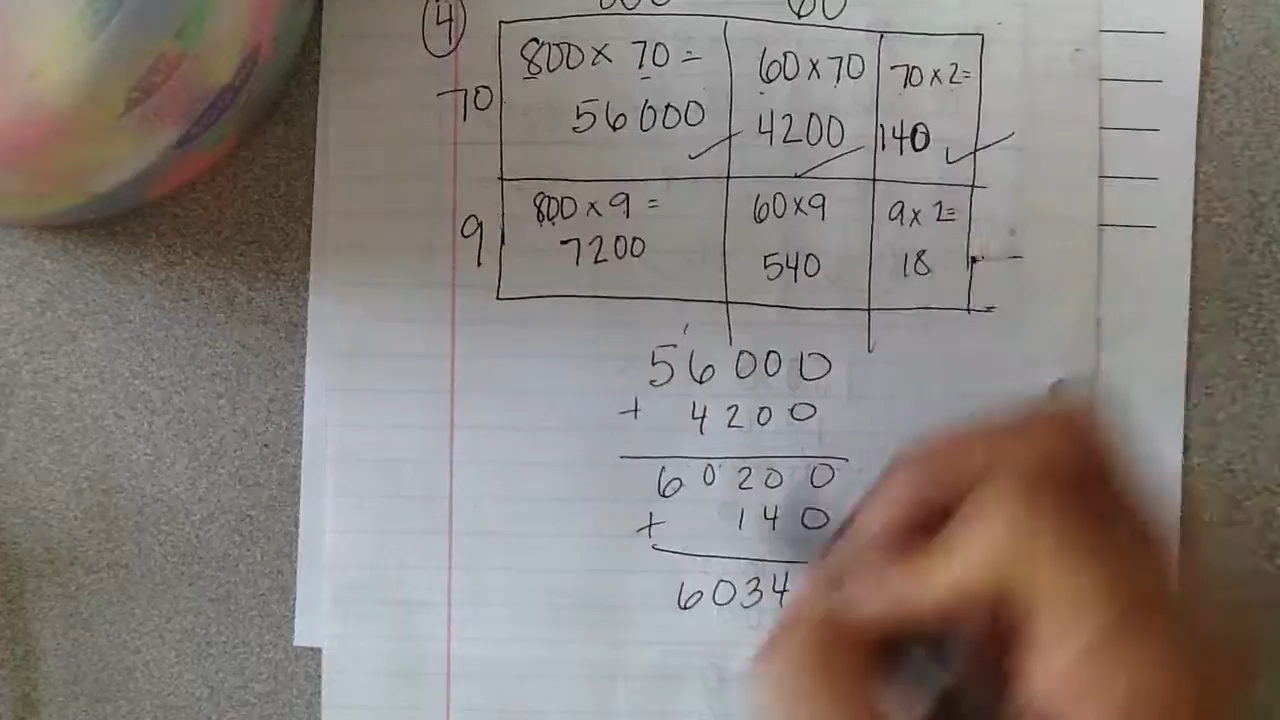 ④
800 x 70 = 60 x 70 70 x 2=
70 56000 4200 140
800 x 9 = 60 x 9 9 x 2=
9 7200 540 18
1
56000
+ 4200
60200
+ 140
6034